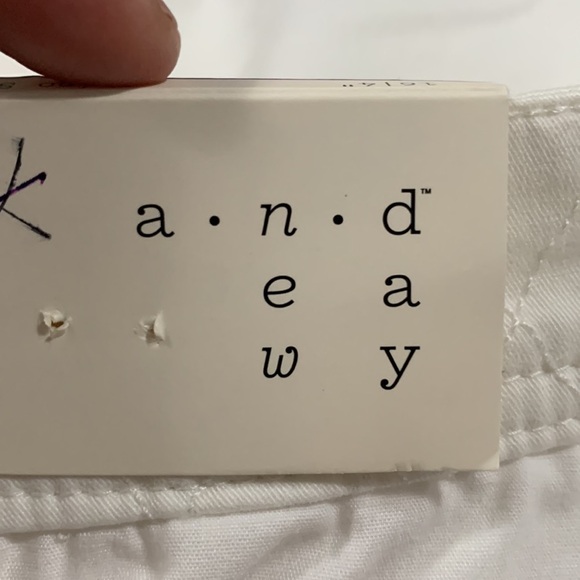 a · n · d™
e a
w y